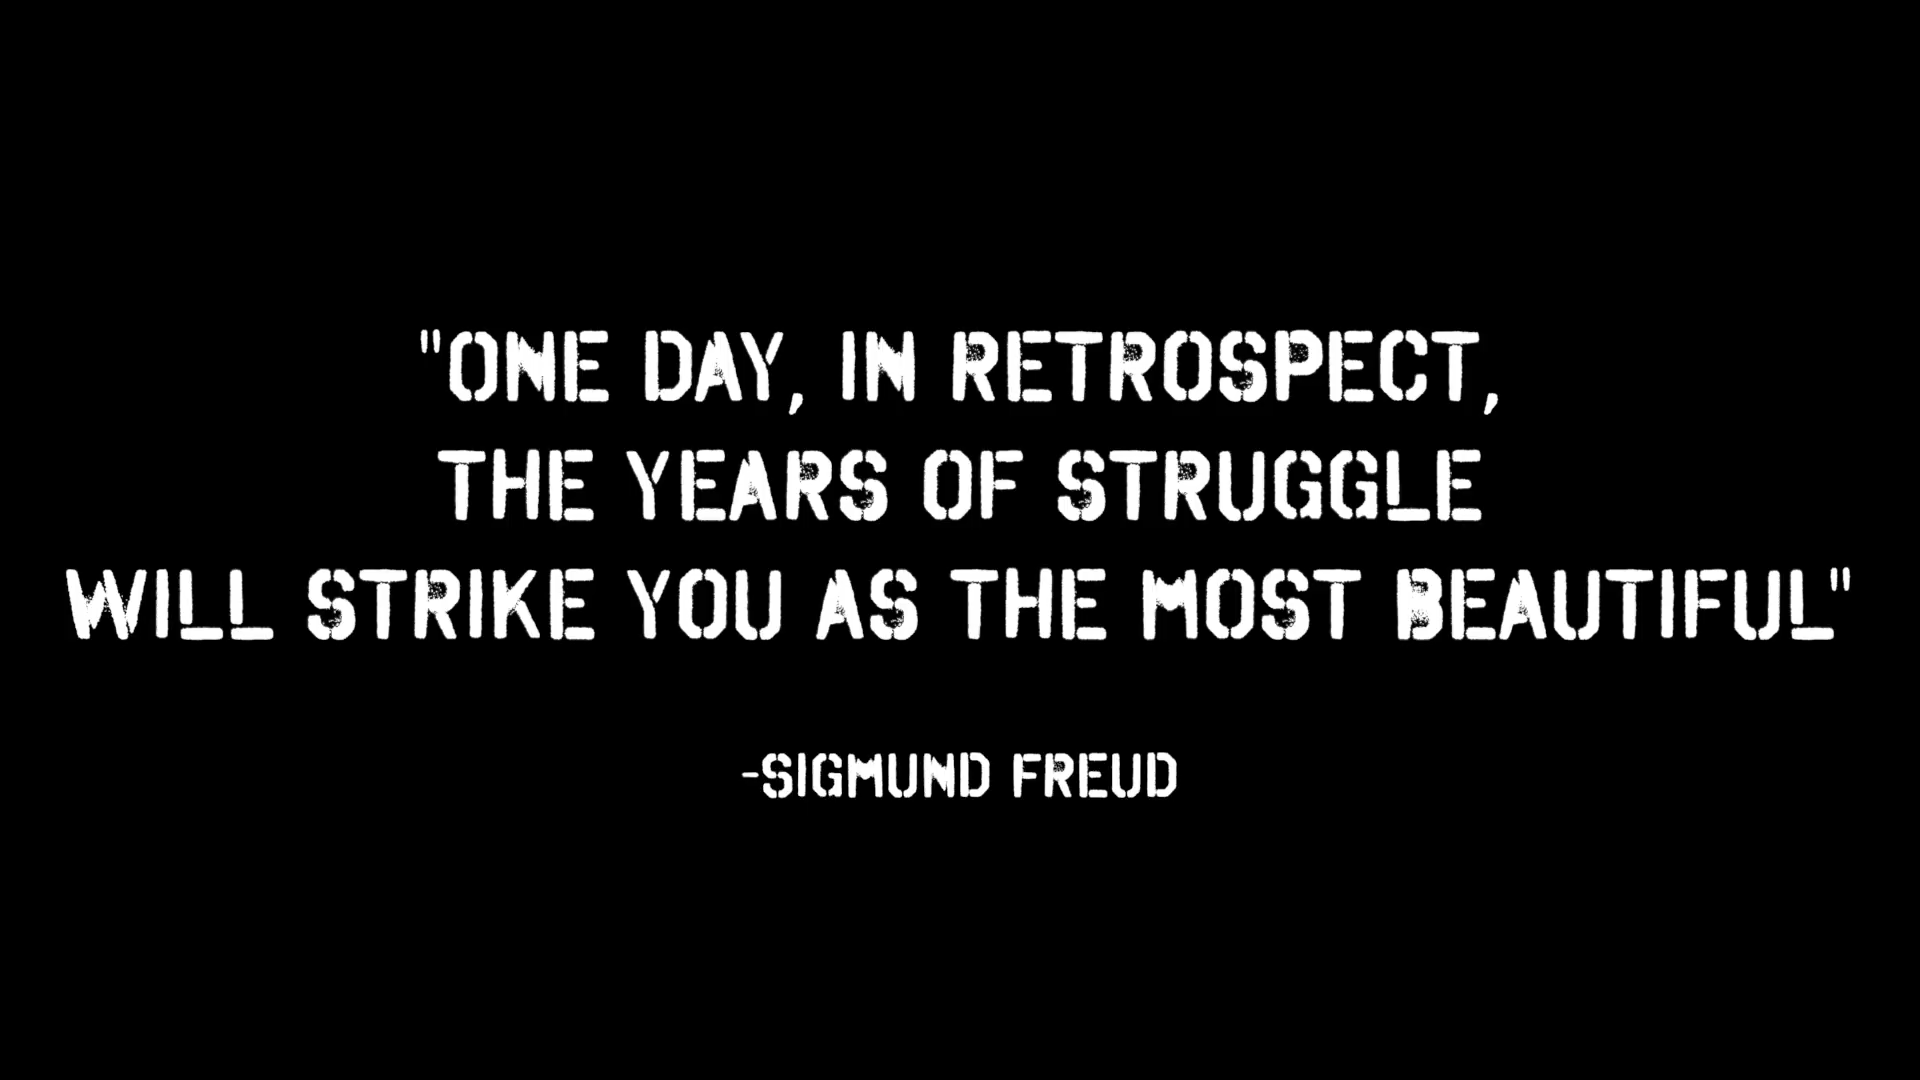 "ONE DAY, IN RETROSPECT,
THE YEARS OF STRUGGLE
WILL STRIKE YOU AS THE MOST BEAUTIFUL"
-SIGMUND FREUD